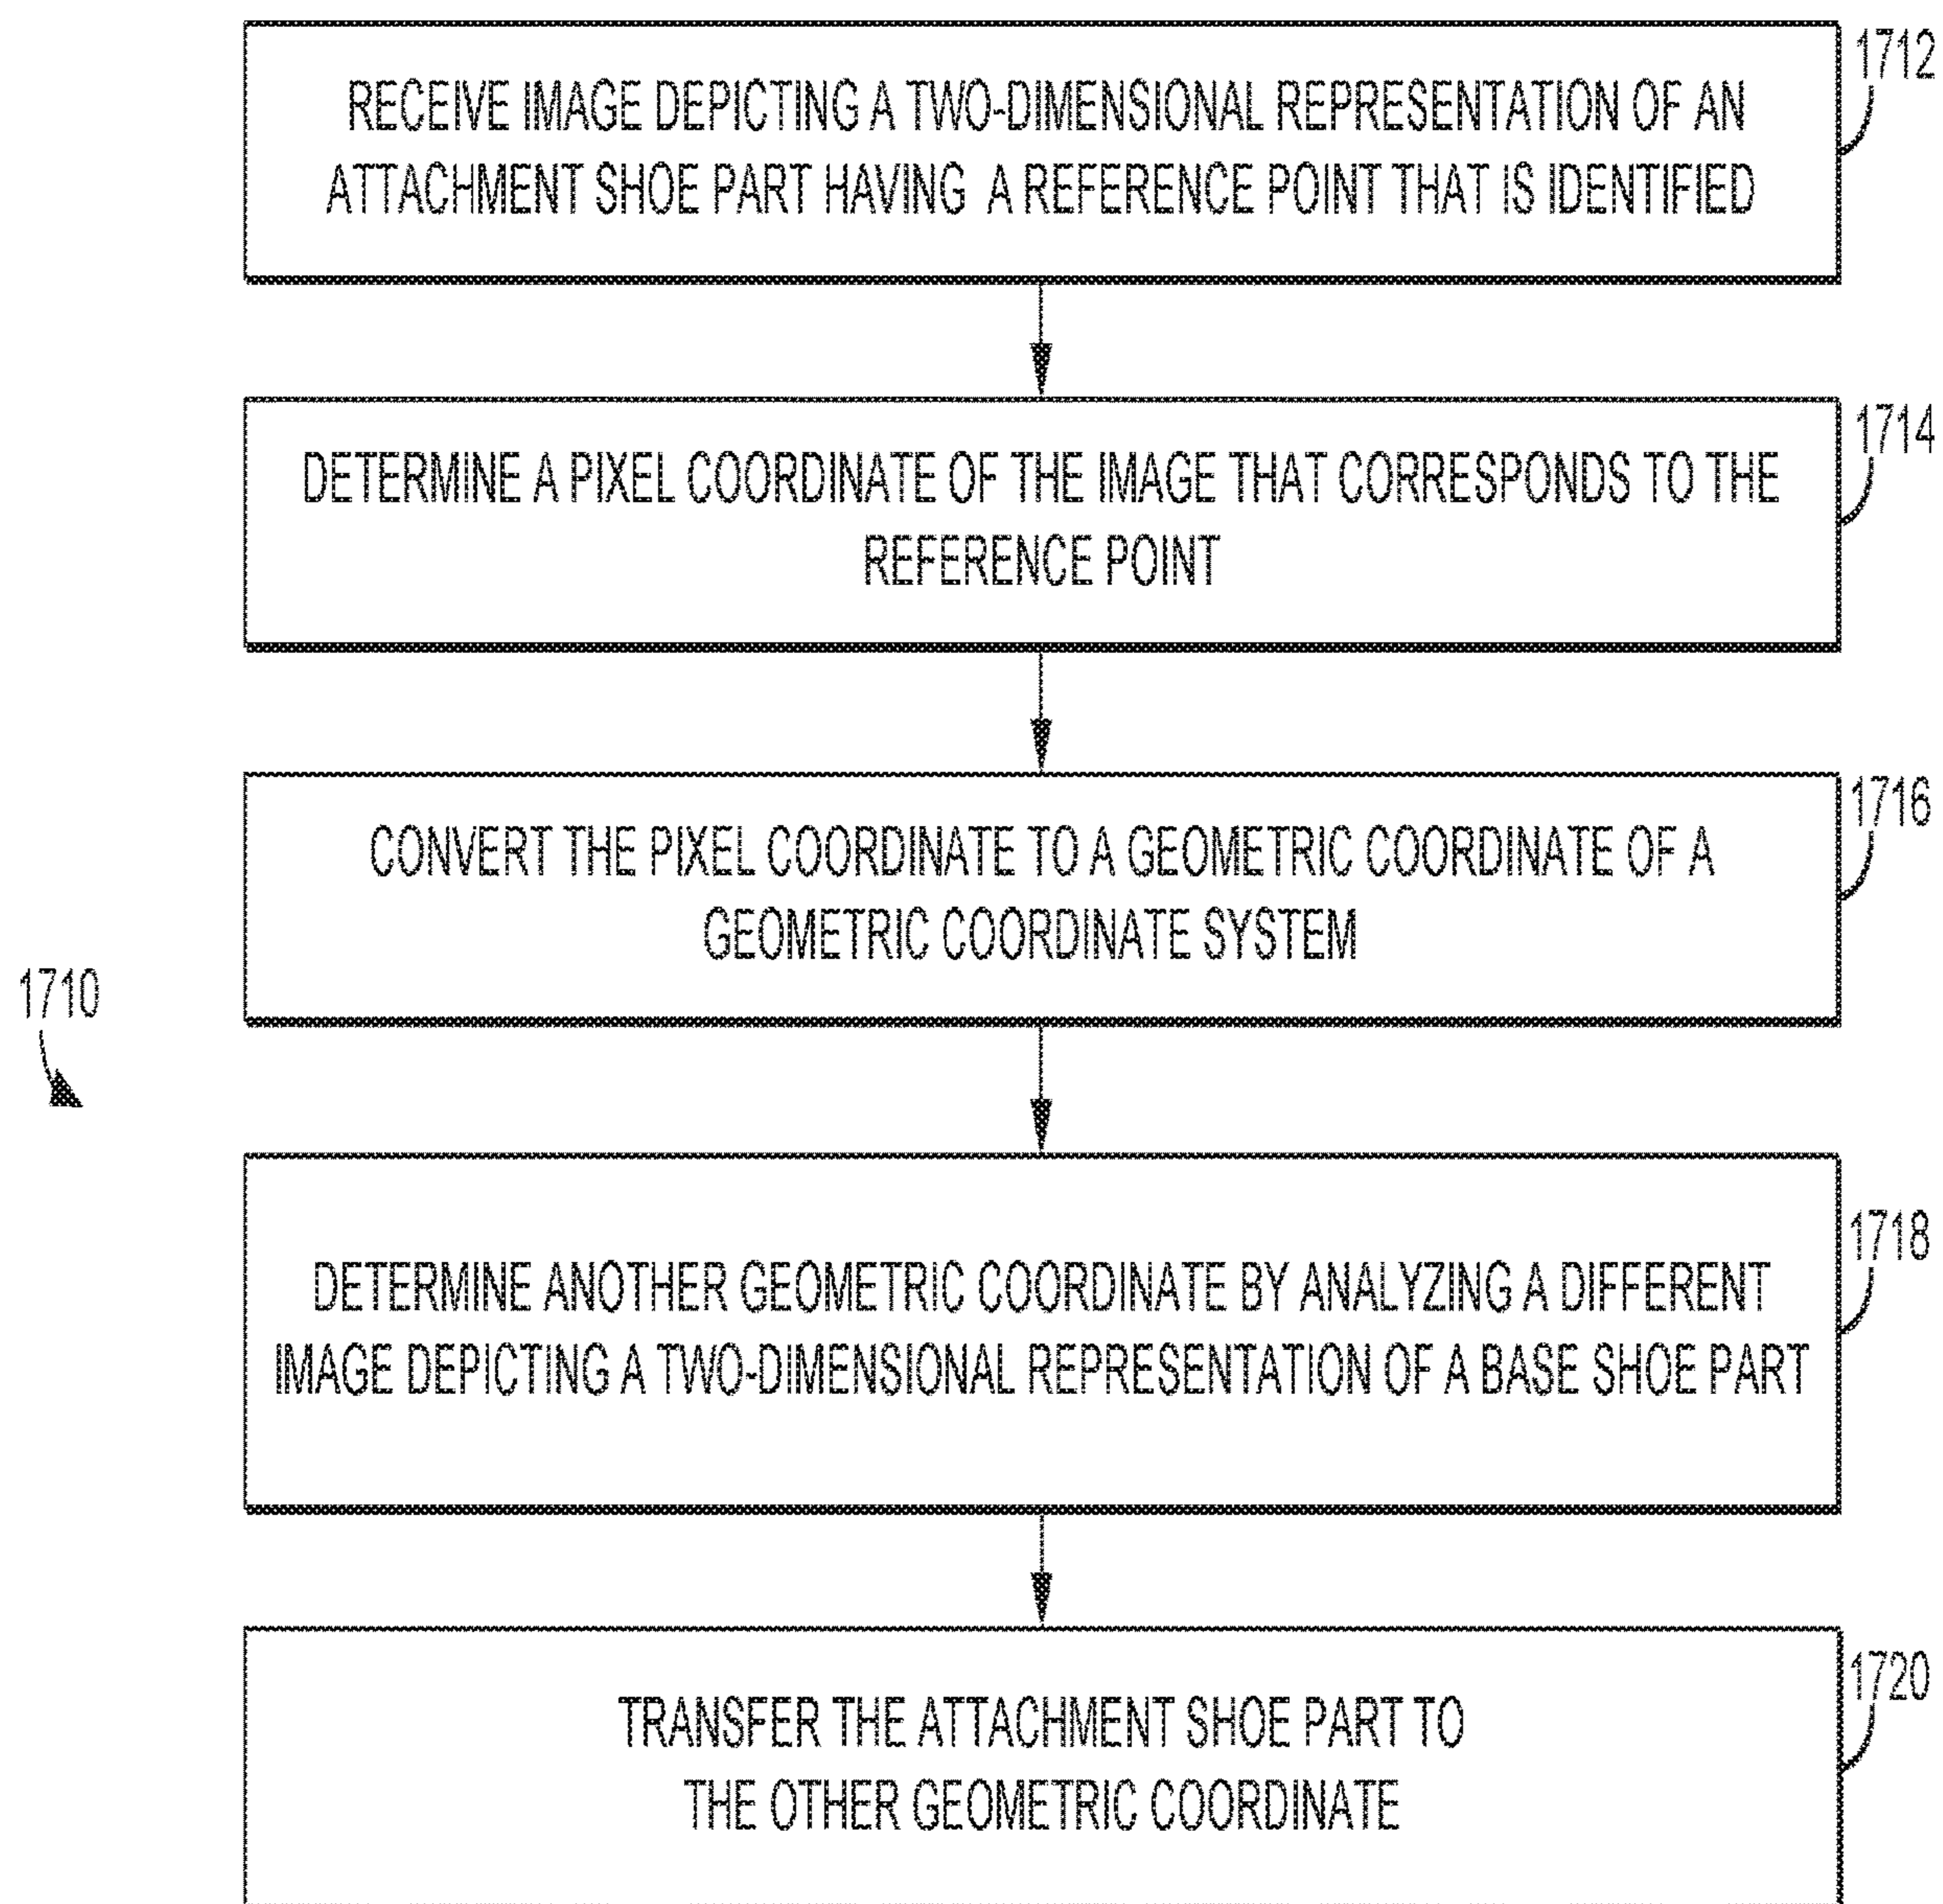 1712
RECEIVE IMAGE DEPICTING A TWO-DIMENSIONAL REPRESENTATION OF AN
ATTACHMENT SHOE PART HAVING A REFERENCE POINT THAT IS IDENTIFIED
1714
DETERMINE A PIXEL COORDINATE OF THE IMAGE THAT CORRESPONDS TO THE
REFERENCE POINT
1716
CONVERT THE PIXEL COORDINATE TO A GEOMETRIC COORDINATE OF A
GEOMETRIC COORDINATE SYSTEM
1710
1718
DETERMINE ANOTHER GEOMETRIC COORDINATE BY ANALYZING A DIFFERENT
IMAGE DEPICTING A TWO-DIMENSIONAL REPRESENTATION OF A BASE SHOE PART
1720
TRANSFER THE ATTACHMENT SHOE PART TO
THE OTHER GEOMETRIC COORDINATE